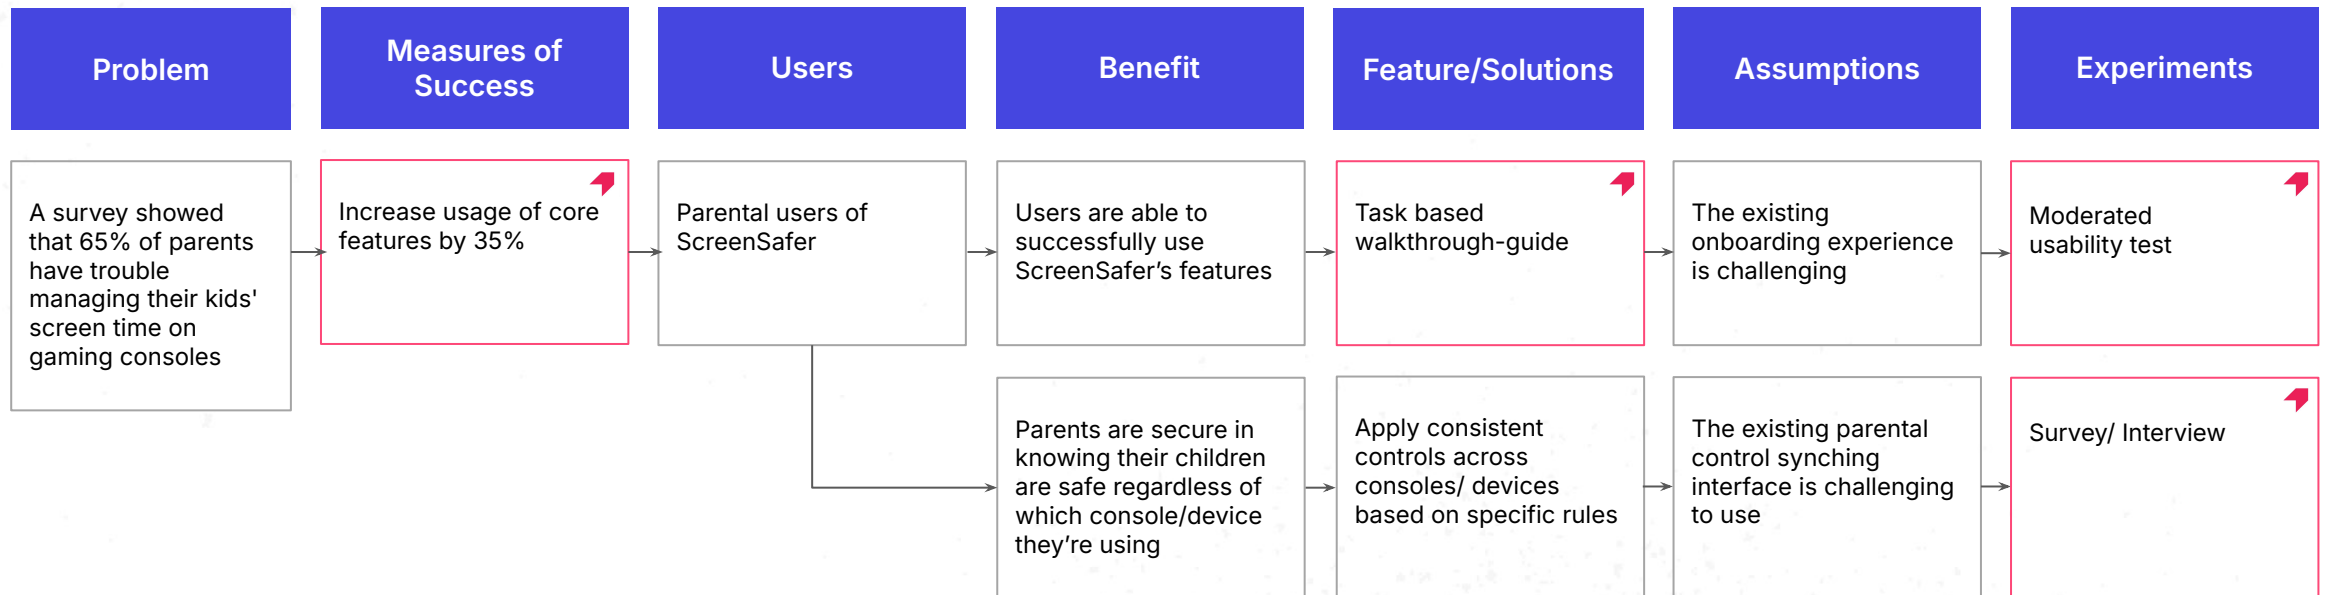 Problem
Measures of
Success
Users
Benefit
Feature/Solutions
Assumptions
Experiments
A survey showed
that 65% of parents
have trouble
managing their kids'
screen time on
gaming consoles
Increase usage of core
features by 35%
Parental users of
ScreenSafer
Users are able to
successfully use
ScreenSafer’s features
Task based
walkthrough-guide
The existing
onboarding experience
is challenging
Moderated
usability test
Parents are secure in
knowing their children
are safe regardless of
which console/device
they’re using
Apply consistent
controls across
consoles/ devices
based on specific rules
The existing parental
control synching
interface is challenging
to use
Survey/ Interview